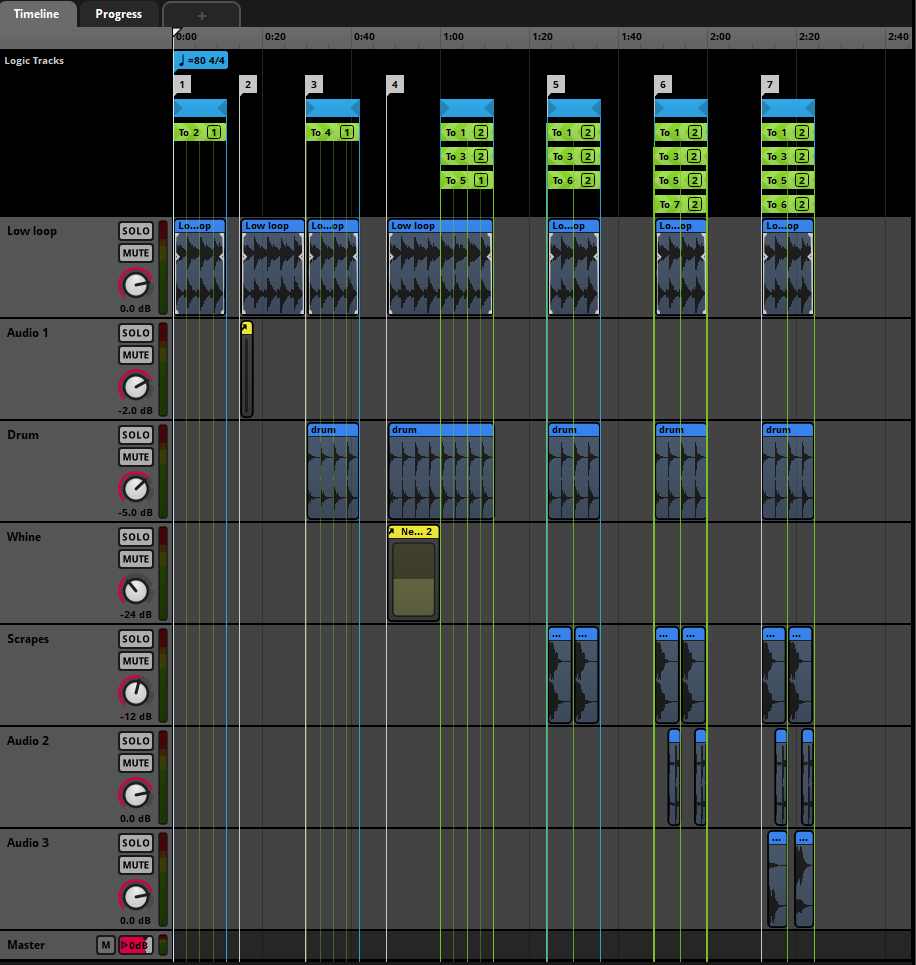 Timeline Progress +
0:00 0:20 0:40 1:00 1:20 1:40 2:00 2:20 2:40
Logic Tracks ♩=80 4/4
1 2 3 4 5 6 7
To 2 1 To 4 1 To 1 2 To 1 2 To 1 2 To 1 2
To 3 2 To 3 2 To 3 2 To 3 2
To 5 1 To 6 2 To 5 2 To 5 2
To 7 2 To 6 2
Low loop SOLO Lo...op Low loop Lo...op Low loop Lo...op Lo...op Lo...op
MUTE
0.0 dB
Audio 1 SOLO
MUTE
-2.0 dB
Drum SOLO drum drum drum drum drum
MUTE
-5.0 dB
Whine SOLO Ne... 2
MUTE
-24 dB
Scrapes SOLO ... ... ... ... ... ...
MUTE
-12 dB
Audio 2 SOLO
MUTE
0.0 dB
Audio 3 SOLO ... ...
MUTE
0.0 dB
Master M 0dB